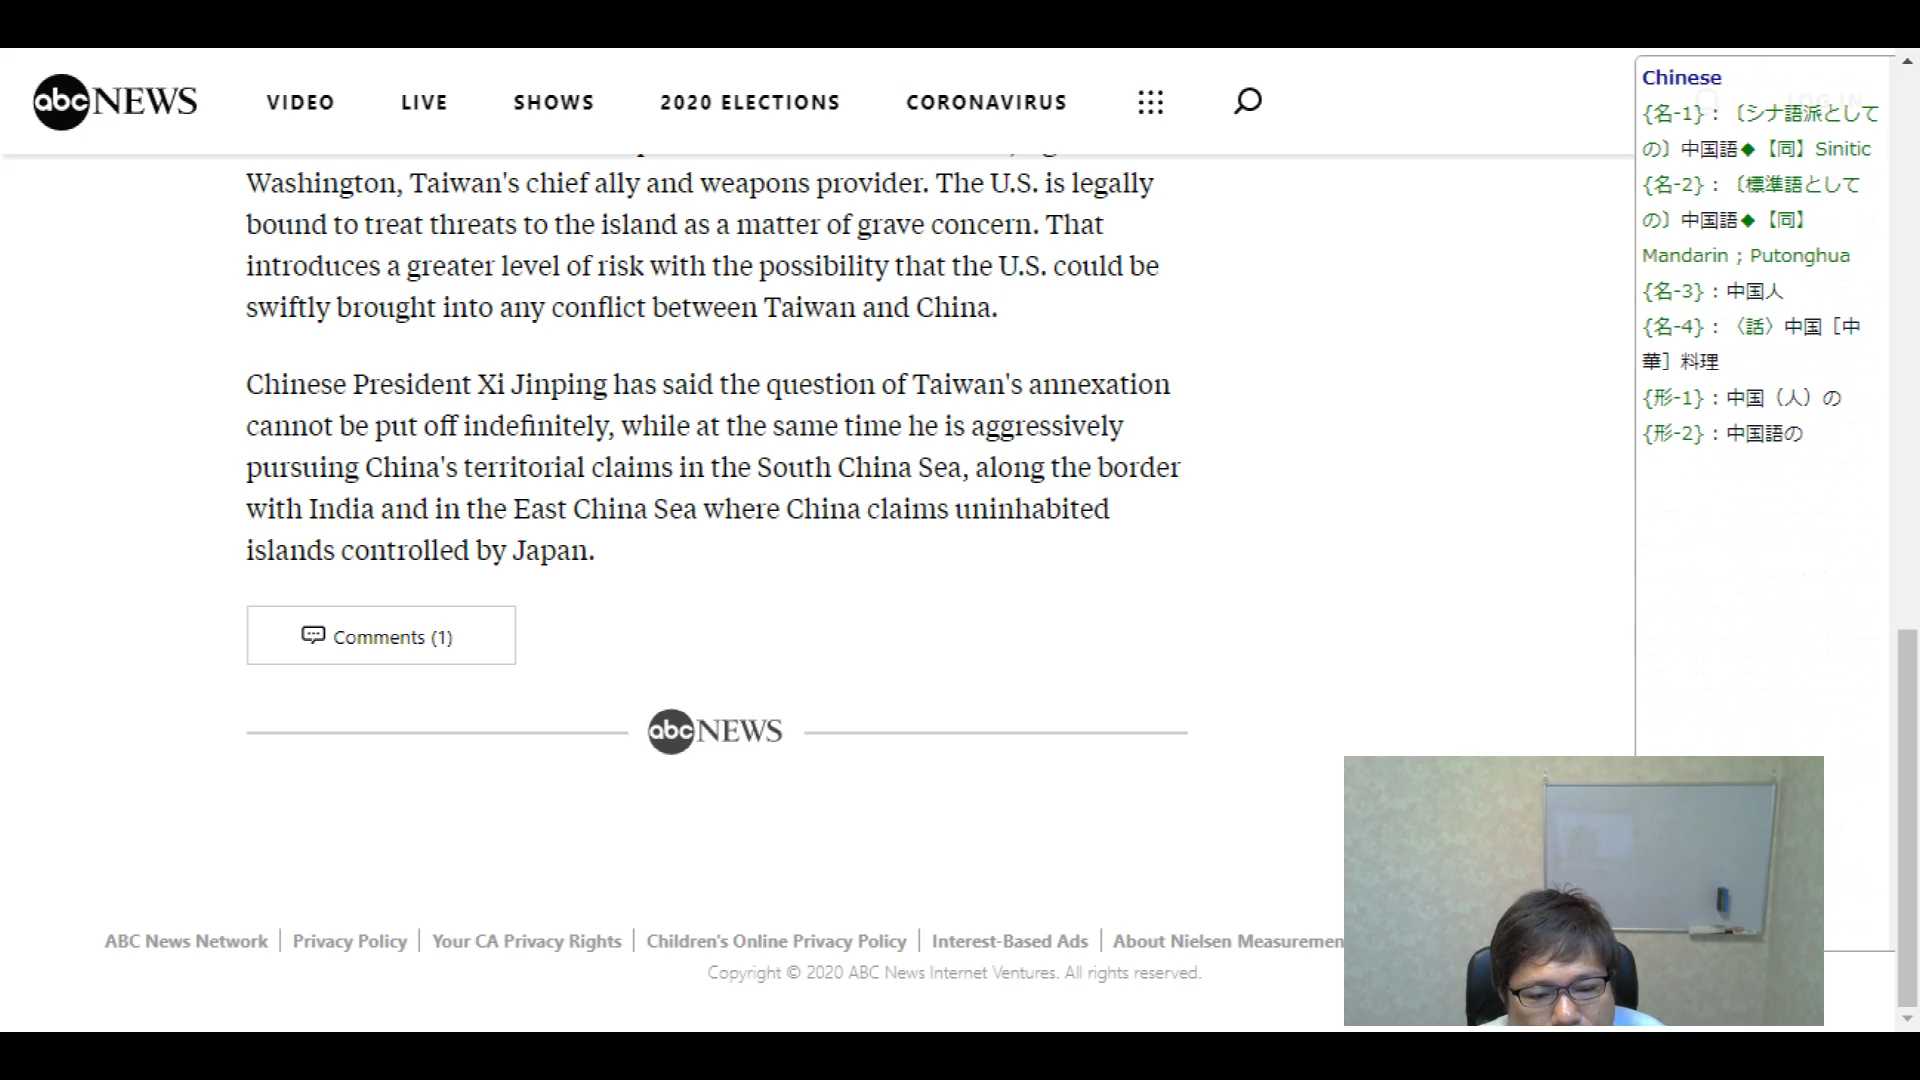 abc NEWS
VIDEO
LIVE
SHOWS
2020 ELECTIONS
CORONAVIRUS
Washington, Taiwan's chief ally and weapons provider. The U.S. is legally
bound to treat threats to the island as a matter of grave concern. That
introduces a greater level of risk with the possibility that the U.S. could be
swiftly brought into any conflict between Taiwan and China.
Chinese President Xi Jinping has said the question of Taiwan's annexation
cannot be put off indefinitely, while at the same time he is aggressively
pursuing China's territorial claims in the South China Sea, along the border
with India and in the East China Sea where China claims uninhabited
islands controlled by Japan.
Comments (1)
abc NEWS
ABC News Network | Privacy Policy | Your CA Privacy Rights | Children's Online Privacy Policy | Interest-Based Ads | About Nielsen Measuremen
Copyright © 2020 ABC News Internet Ventures. All rights reserved.
Chinese
LOG IN
{名-1}：〔シナ語派として
の〕中国語◆【同】Sinitic
{名-2}：〔標準語として
の〕中国語◆【同】
Mandarin ; Putonghua
{名-3}：中国人
{名-4}：〈話〉中国［中
華］料理
{形-1}：中国（人）の
{形-2}：中国語の